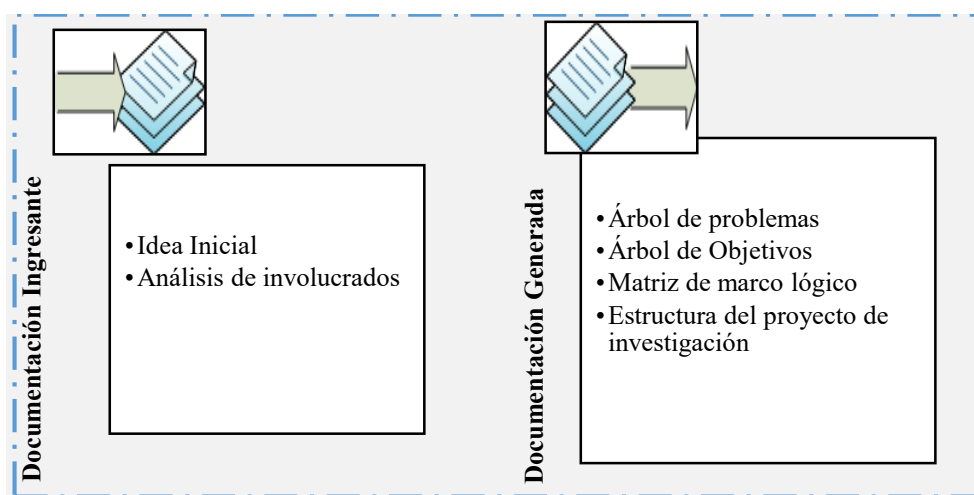 Documentación Ingresante
•Idea Inicial
•Análisis de involucrados
Documentación Generada
•Árbol de problemas
•Árbol de Objetivos
•Matriz de marco lógico
•Estructura del proyecto de
investigación